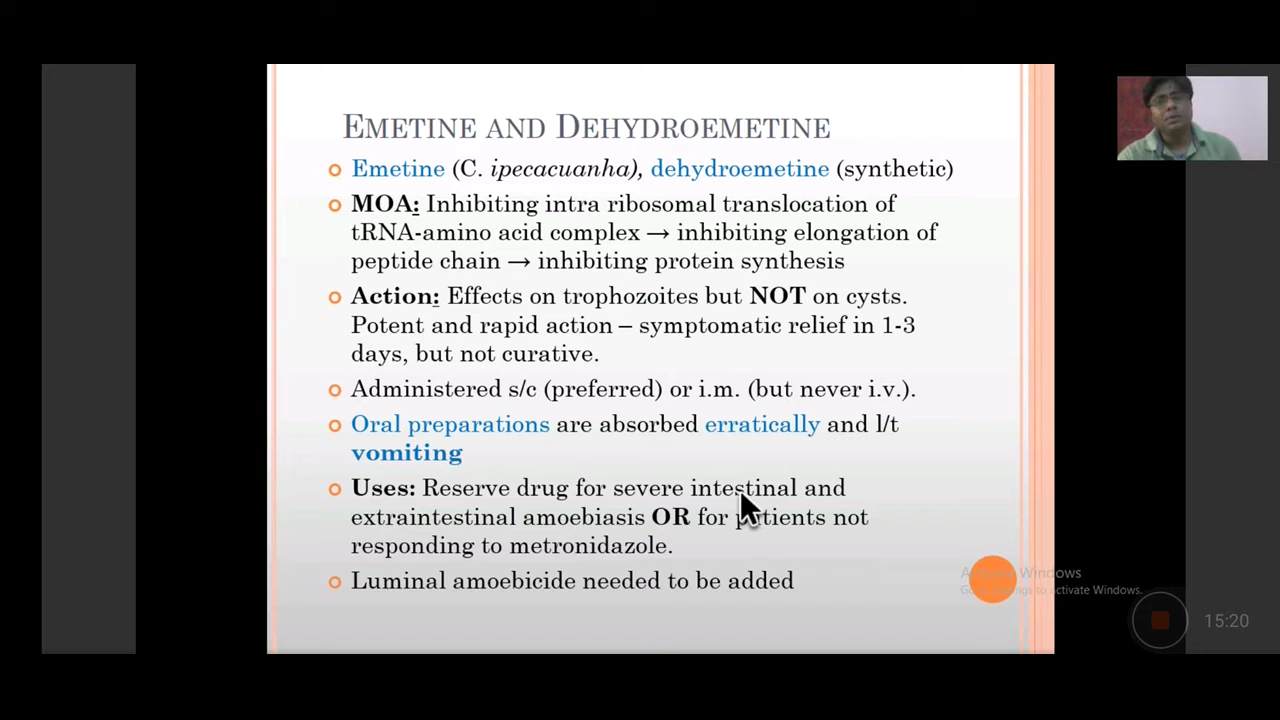 EMETINE AND DEHYDROEMETINE
Emetine (C. ipecacuanha), dehydroemetine (synthetic)
MOA: Inhibiting intra ribosomal translocation of
tRNA-amino acid complex → inhibiting elongation of
peptide chain → inhibiting protein synthesis
Action: Effects on trophozoites but NOT on cysts.
Potent and rapid action – symptomatic relief in 1-3
days, but not curative.
Administered s/c (preferred) or i.m. (but never i.v.).
Oral preparations are absorbed erratically and l/t
vomiting
Uses: Reserve drug for severe intestinal and
extraintestinal amoebiasis OR for patients not
responding to metronidazole.
Luminal amoebicide needed to be added
Activate Windows
Go to Settings to Activate Windows.
15:20